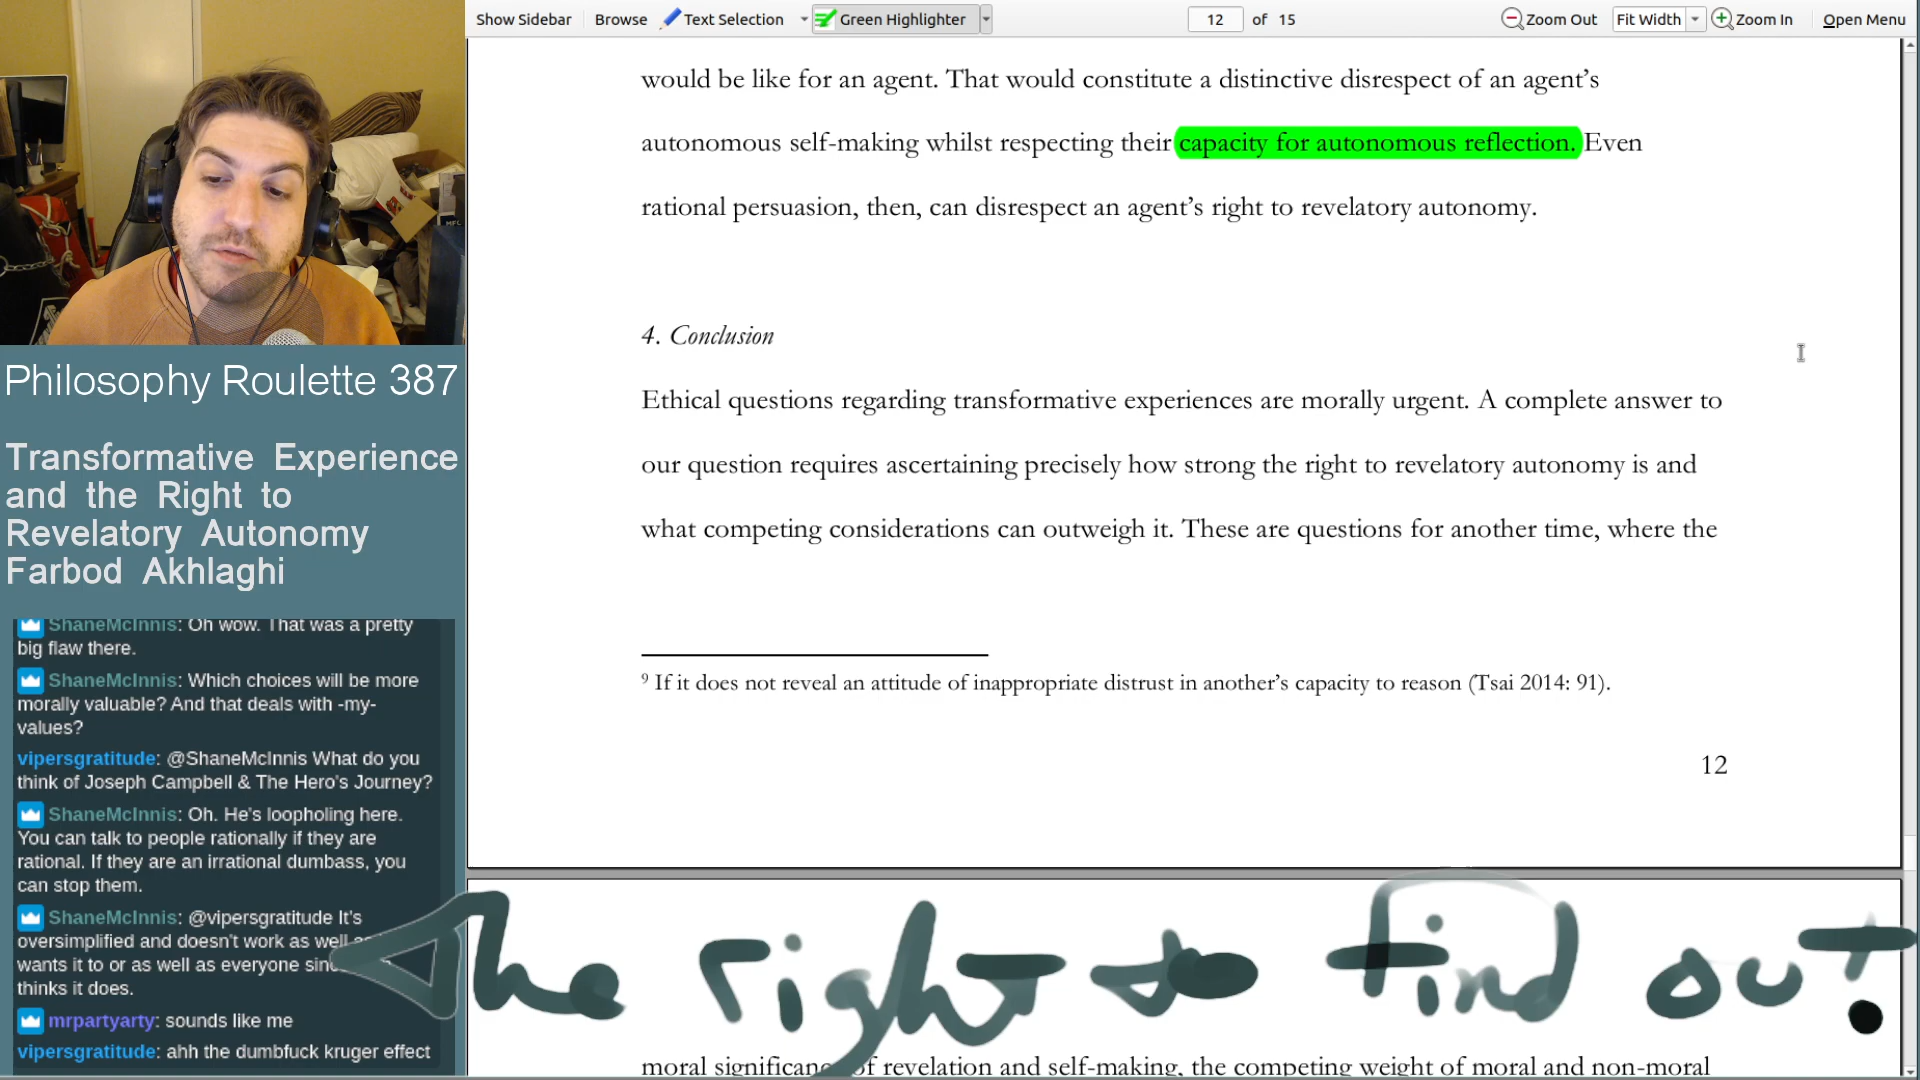 Show Sidebar Browse Text Selection Green Highlighter 12 of 15 Zoom Out Fit Width Zoom In Open Menu
would be like for an agent. That would constitute a distinctive disrespect of an agent’s
autonomous self-making whilst respecting their capacity for autonomous reflection. Even
rational persuasion, then, can disrespect an agent’s right to revelatory autonomy.
4. Conclusion
Ethical questions regarding transformative experiences are morally urgent. A complete answer to
our question requires ascertaining precisely how strong the right to revelatory autonomy is and
what competing considerations can outweigh it. These are questions for another time, where the
⁹ If it does not reveal an attitude of inappropriate distrust in another’s capacity to reason (Tsai 2014: 91).
12
the right to find out.
moral significance of revelation and self-making, the competing weight of moral and non-moral
Philosophy Roulette 387
Transformative Experience
and the Right to
Revelatory Autonomy
Farbod Akhlaghi
ShaneMcInnis: Oh wow. That was a pretty
big flaw there.
ShaneMcInnis: Which choices will be more
morally valuable? And that deals with -my-
values?
vipersgratitude: @ShaneMcInnis What do you
think of Joseph Campbell & The Hero's Journey?
ShaneMcInnis: Oh. He's loopholing here.
You can talk to people rationally if they are
rational. If they are an irrational dumbass, you
can stop them.
ShaneMcInnis: @vipersgratitude It's
oversimplified and doesn't work as well
wants it to or as well as everyone
thinks it does.
mrpartyarty: sounds like me
vipersgratitude: ahh the dumbfuck kruger effect